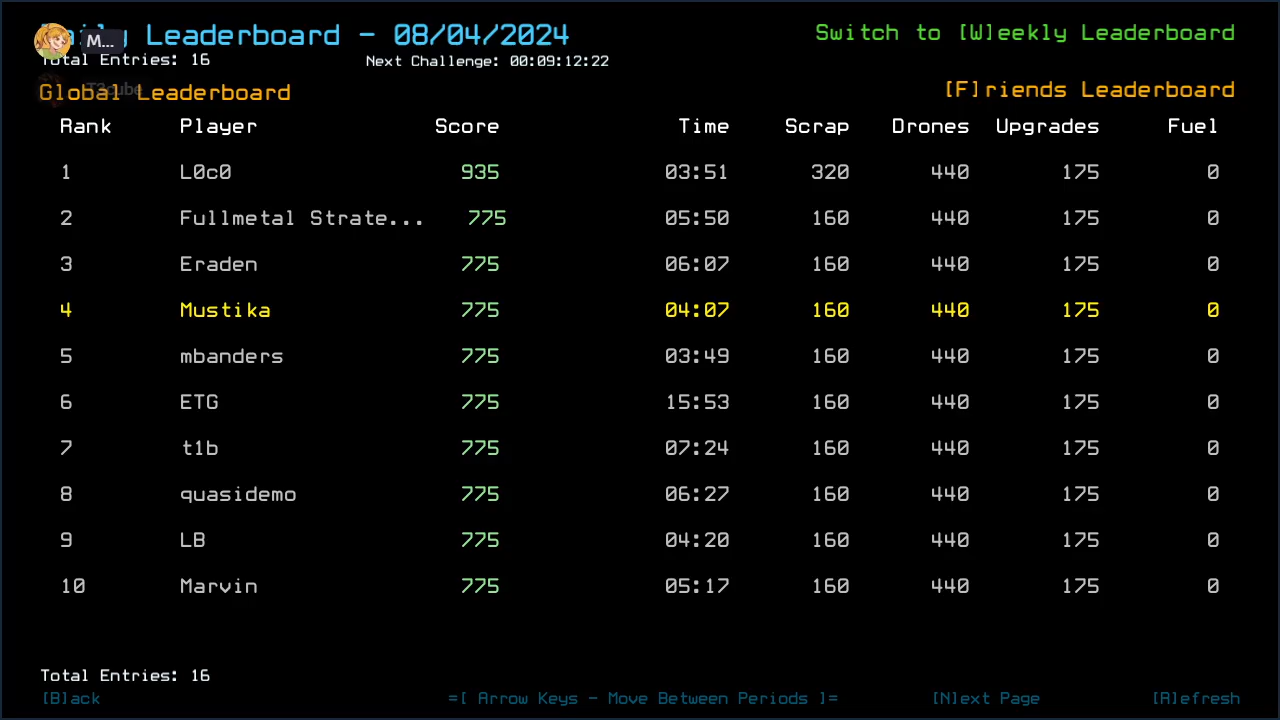 Daily Leaderboard - 08/04/2024
Switch to [W]eekly Leaderboard
M...
Total Entries: 16
Next Challenge: 00:09:12:22
Global Leaderboard
[F]riends Leaderboard
Rank Player Score Time Scrap Drones Upgrades Fuel
1 L0c0 935 03:51 320 440 175 0
2 Fullmetal Strate... 775 05:50 160 440 175 0
3 Eraden 775 06:07 160 440 175 0
4 Mustika 775 04:07 160 440 175 0
5 mbanders 775 03:49 160 440 175 0
6 ETG 775 15:53 160 440 175 0
7 t1b 775 07:24 160 440 175 0
8 quasidemo 775 06:27 160 440 175 0
9 LB 775 04:20 160 440 175 0
10 Marvin 775 05:17 160 440 175 0
Total Entries: 16
[B]ack
=[ Arrow Keys - Move Between Periods ]=
[N]ext Page
[R]efresh